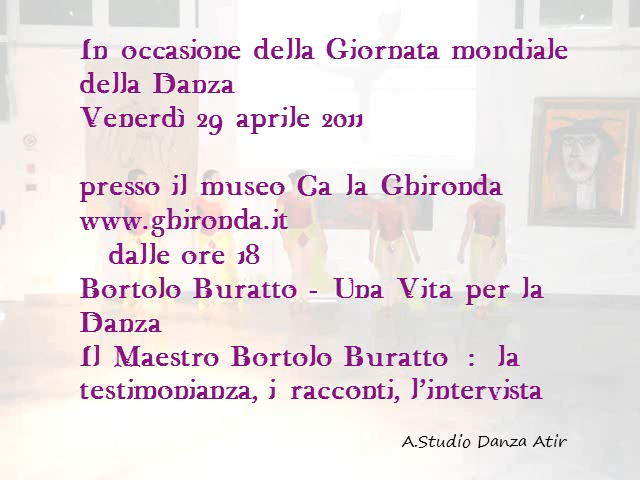 In occasione della Giornata mondiale
della Danza
Venerdì 29 aprile 2011
presso il museo Ca la Ghironda
www.ghironda.it
dalle ore 18
Bortolo Buratto - Una Vita per la
Danza
Il Maestro Bortolo Buratto : la
testimonianza, i racconti, l'intervista
A.Studio Danza Atir